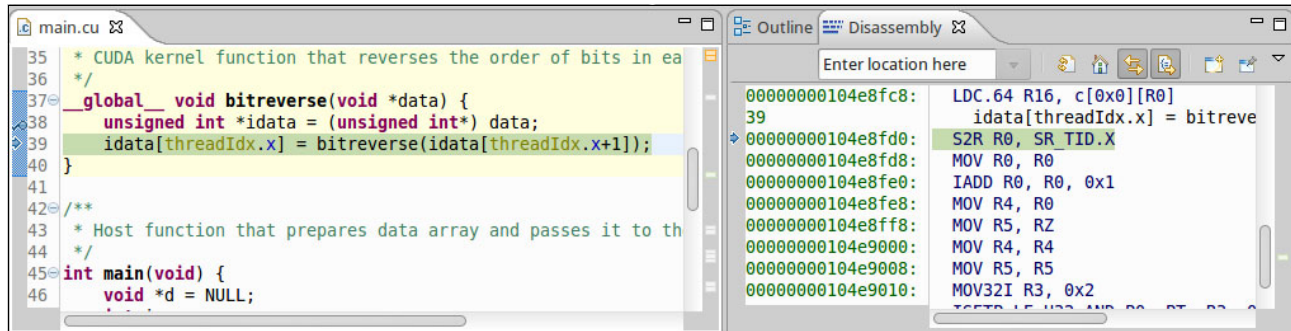 main.cu
35 * CUDA kernel function that reverses the order of bits in ea
36 */
37 __global__ void bitreverse(void *data) {
38 unsigned int *idata = (unsigned int*) data;
39 idata[threadIdx.x] = bitreverse(idata[threadIdx.x+1]);
40 }
41
42 /**
43 * Host function that prepares data array and passes it to th
44 */
45 int main(void) {
46 void *d = NULL;
Outline Disassembly
Enter location here
00000000104e8fc8: LDC.64 R16, c[0x0][R0]
39 idata[threadIdx.x] = bitreve
00000000104e8fd0: S2R R0, SR_TID.X
00000000104e8fd8: MOV R0, R0
00000000104e8fe0: IADD R0, R0, 0x1
00000000104e8fe8: MOV R4, R0
00000000104e8ff8: MOV R5, RZ
00000000104e9000: MOV R4, R4
00000000104e9008: MOV R5, R5
00000000104e9010: MOV32I R3, 0x2